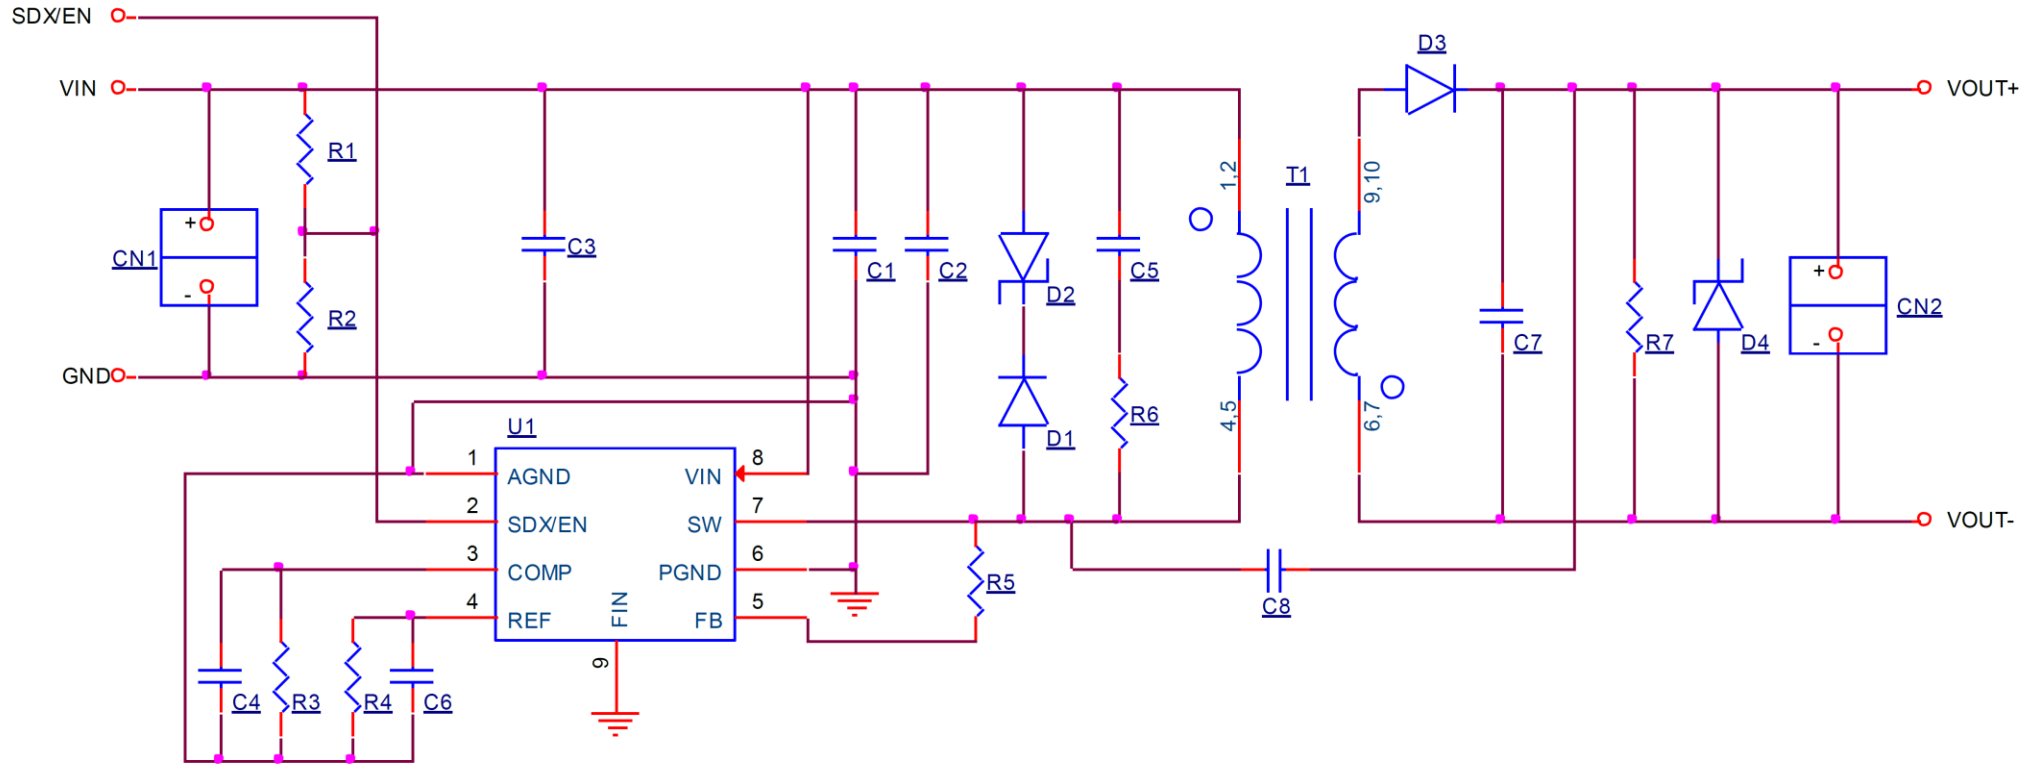 SDX/EN
D3
VIN
VOUT+
R1
1,2
T1
9,10
+
CN1
-
C3
C1
C2
C5
D2
+
CN2
-
R2
C7
R7
D4
GND
4,5
6,7
R6
D1
U1
1
AGND
VIN
8
2
SDX/EN
SW
7
VOUT-
3
COMP
PGND
6
R5
4
REF
FIN
FB
5
C8
9
C4
R3
R4
C6